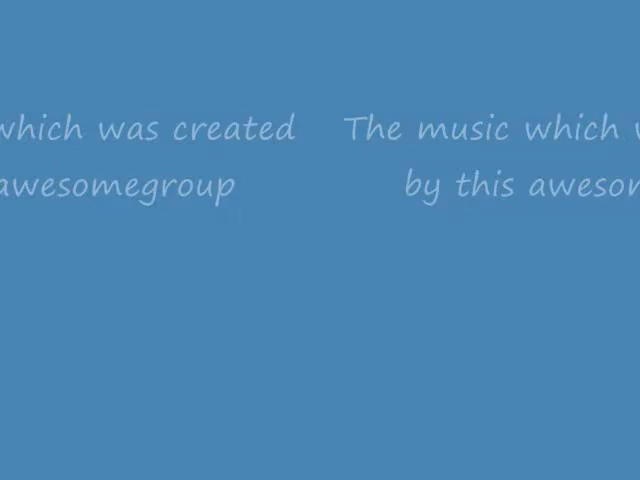 which was created
awesomegroup
The music which
by this